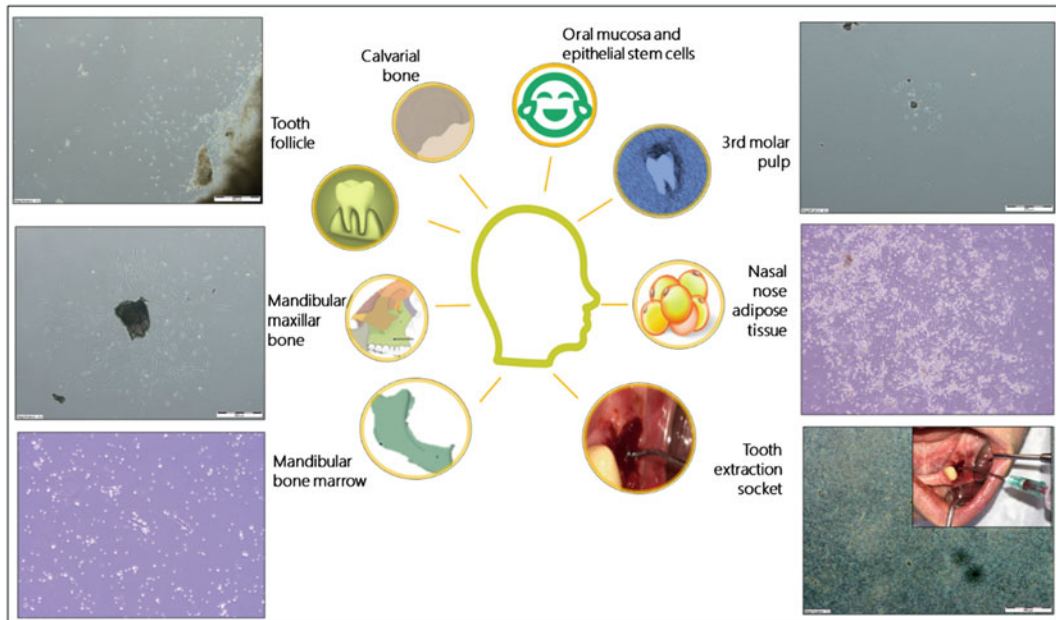 Oral mucosa and
epithelial stem cells
Calvarial
bone
Tooth
follicle
3rd molar
pulp
Mandibular
maxillar
bone
Nasal
nose
adipose
tissue
Mandibular
bone marrow
Tooth
extraction
socket